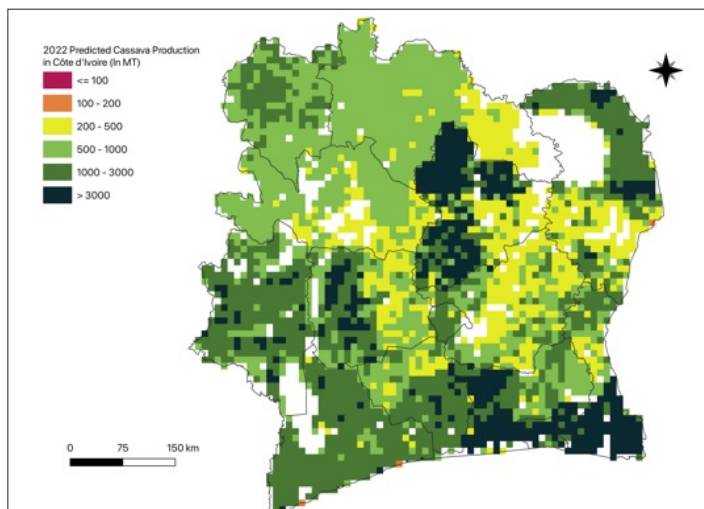 2022 Predicted Cassava Production
in Côte d'Ivoire (In MT)
<= 100
100 - 200
200 - 500
500 - 1000
1000 - 3000
> 3000
0 75 150 km